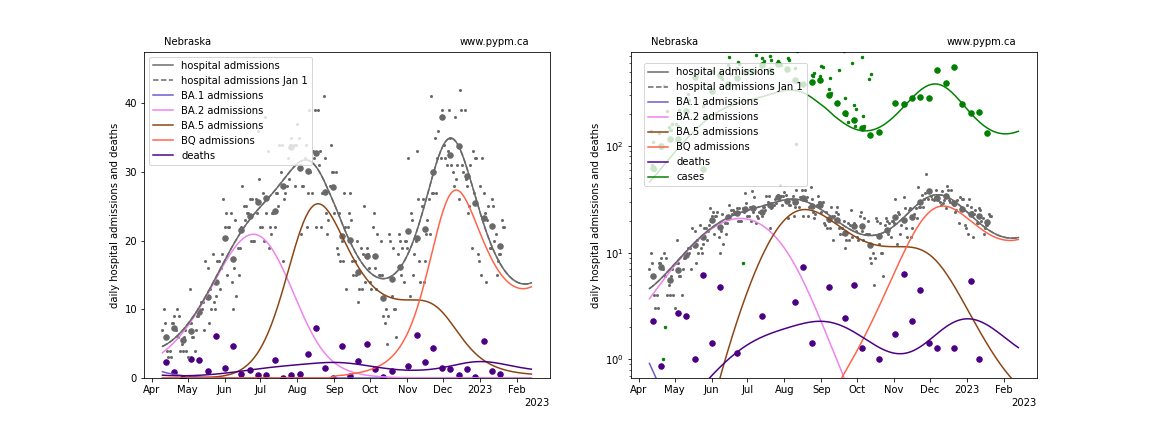 Nebraska www.pypm.ca
hospital admissions
hospital admissions Jan 1
BA.1 admissions
BA.2 admissions
BA.5 admissions
BQ admissions
deaths
daily hospital admissions and deaths
40
30
20
10
0
Apr May Jun Jul Aug Sep Oct Nov Dec 2023 Feb
2023
Nebraska www.pypm.ca
hospital admissions
hospital admissions Jan 1
BA.1 admissions
BA.2 admissions
BA.5 admissions
BQ admissions
deaths
cases
daily hospital admissions and deaths
10²
10¹
10⁰
Apr May Jun Jul Aug Sep Oct Nov Dec 2023 Feb
2023